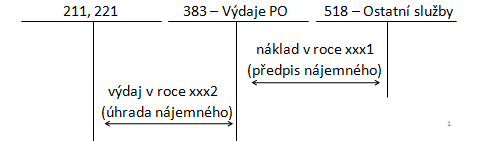 211, 221
383 – Výdaje PO
518 – Ostatní služby
náklad v roce xxx1
(předpis nájemného)
výdaj v roce xxx2
(úhrada nájemného)
1